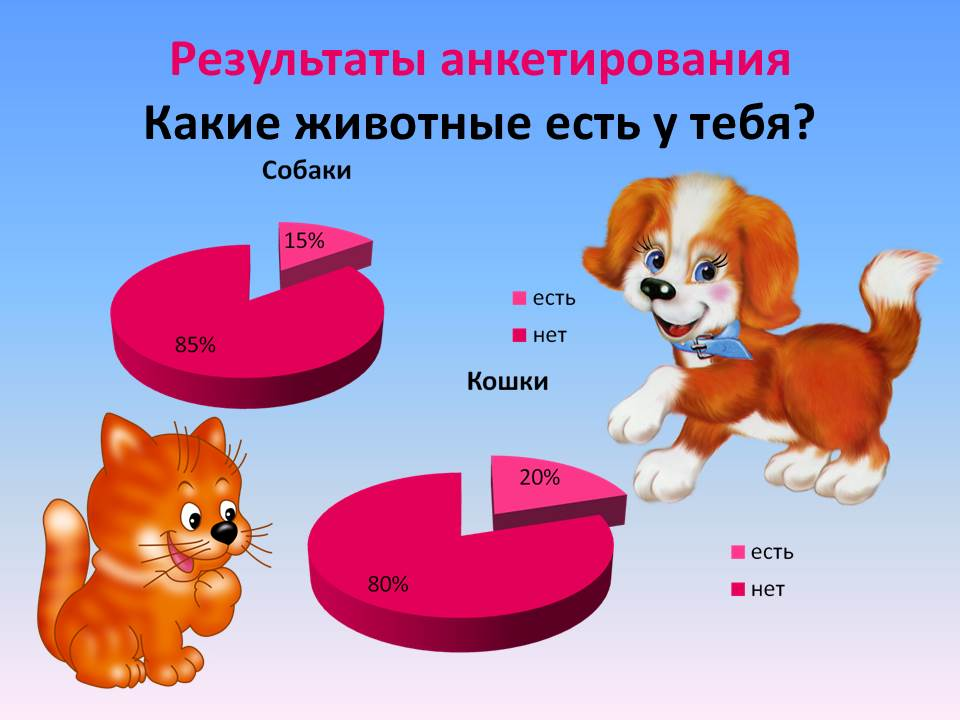 Результаты анкетирования
Какие животные есть у тебя?
Собаки
15%
85%
есть
нет
Кошки
20%
80%
есть
нет